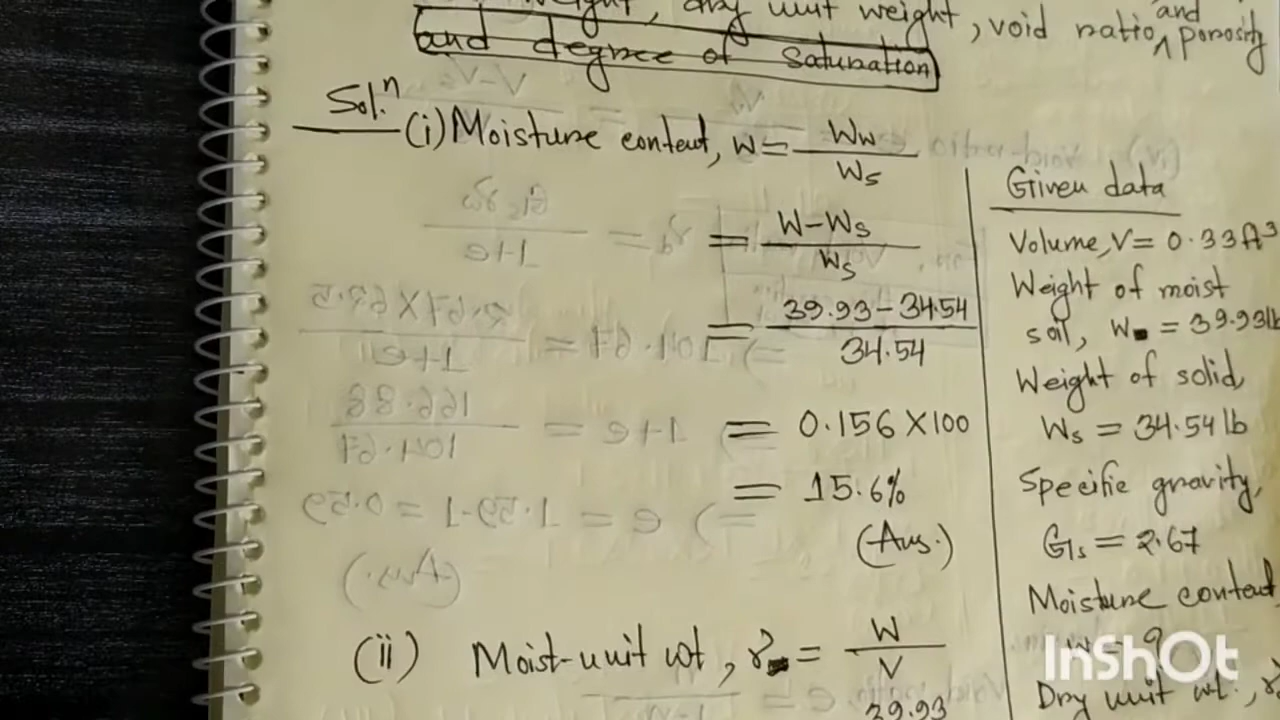 weight, dry unit weight, void ratio and porosity
and degree of saturation
Sol.ⁿ
(i) Moisture content, w = Ww / Ws
= W-Ws / Ws
= 39.93-34.54 / 34.54
= 0.156 X 100
= 15.6%
(Ans.)
(ii) Moist-unit wt, γ = W / V
39.93
Given data
Volume, V = 0.33ft³
Weight of moist
soil, W = 39.93lb
Weight of solid,
Ws = 34.54 lb
Specific gravity,
Gs = 2.67
Moisture content
w = ?
Dry unit wt., γ
InShOt